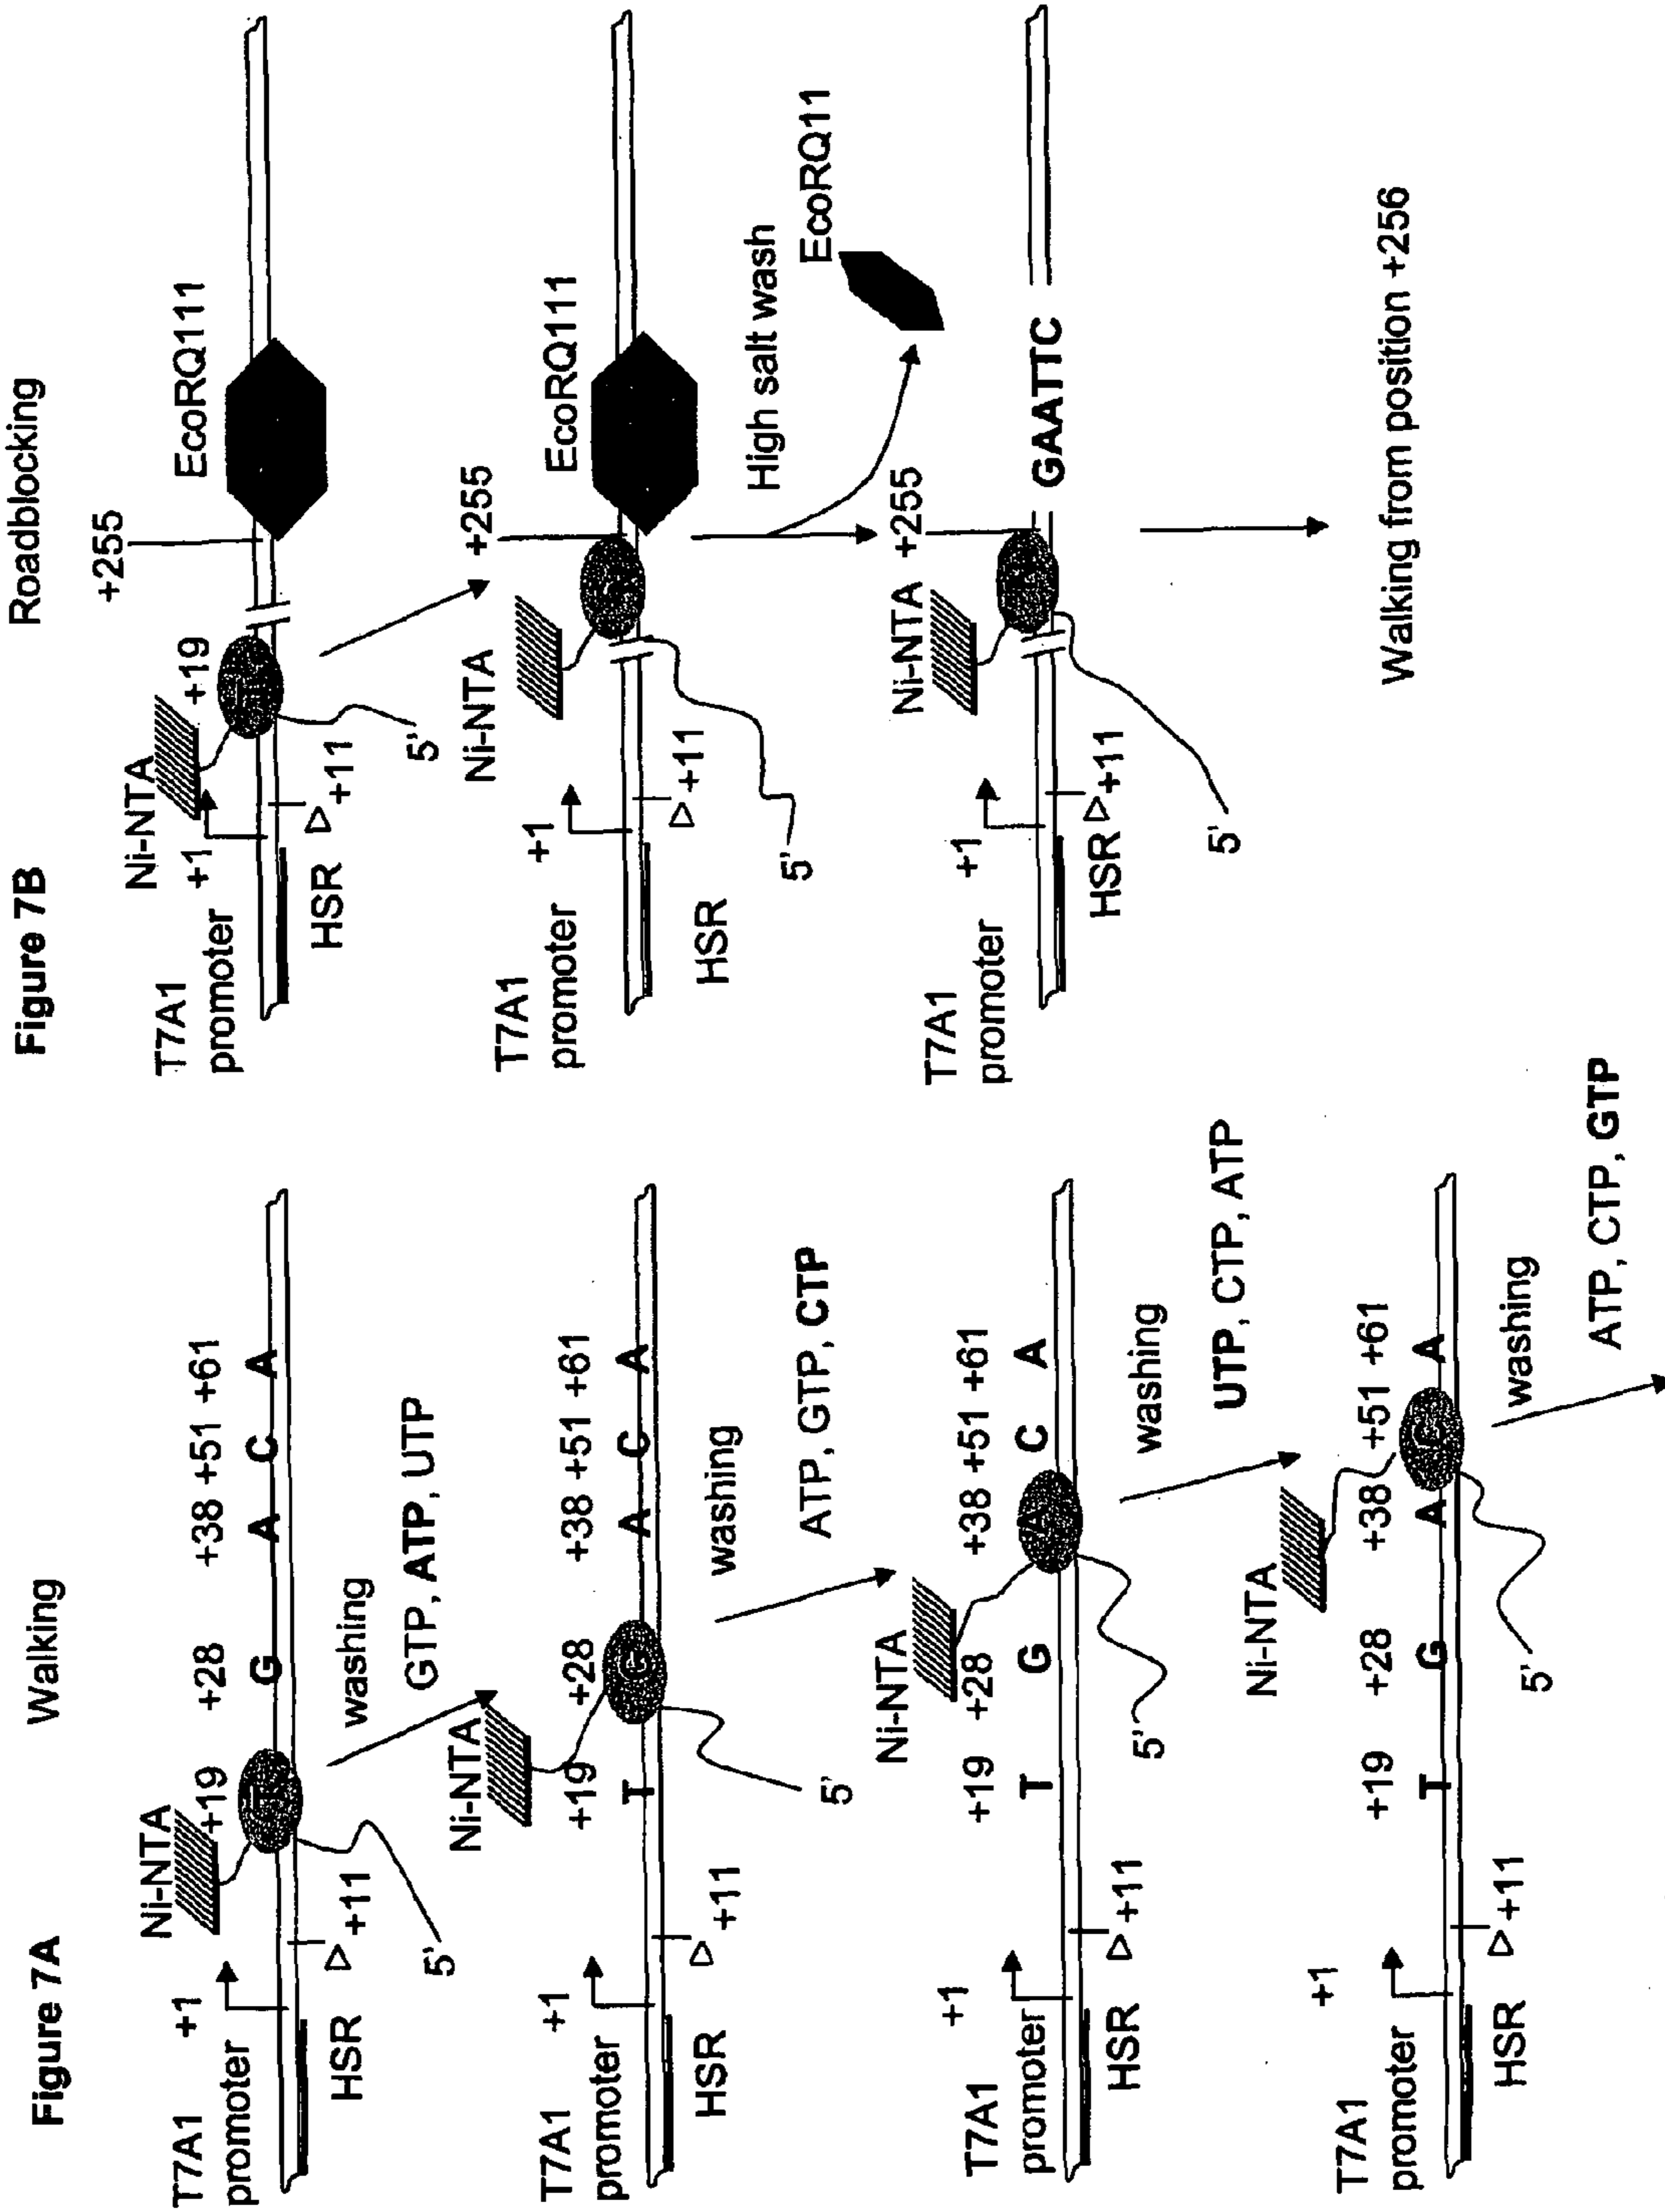 Figure 7A
Walking
T7A1
promoter
+1
Ni-NTA
+19
+28
+38 +51 +61
T
G
A
C
A
HSR
+11
5'
washing
GTP, ATP, UTP
T7A1
promoter
+1
Ni-NTA
+19
+28
+38 +51 +61
T
G
A
C
A
HSR
+11
5'
washing
ATP, GTP, CTP
T7A1
promoter
+1
Ni-NTA
+19
+28
+38 +51 +61
T
G
A
C
A
HSR
+11
5'
washing
UTP, CTP, ATP
T7A1
promoter
+1
Ni-NTA
+19
+28
+38
+51 +61
T
G
A
C
A
HSR
+11
5'
washing
ATP, CTP, GTP
Figure 7B
Roadblocking
T7A1
promoter
+1
Ni-NTA
+19
+255
EcoRQ111
HSR
+11
5'
T7A1
promoter
+1
Ni-NTA
+255
EcoRQ111
HSR
+11
5'
High salt wash
EcoRQ11
T7A1
promoter
+1
Ni-NTA
+255
GAATTC
HSR
+11
5'
Walking from position +256